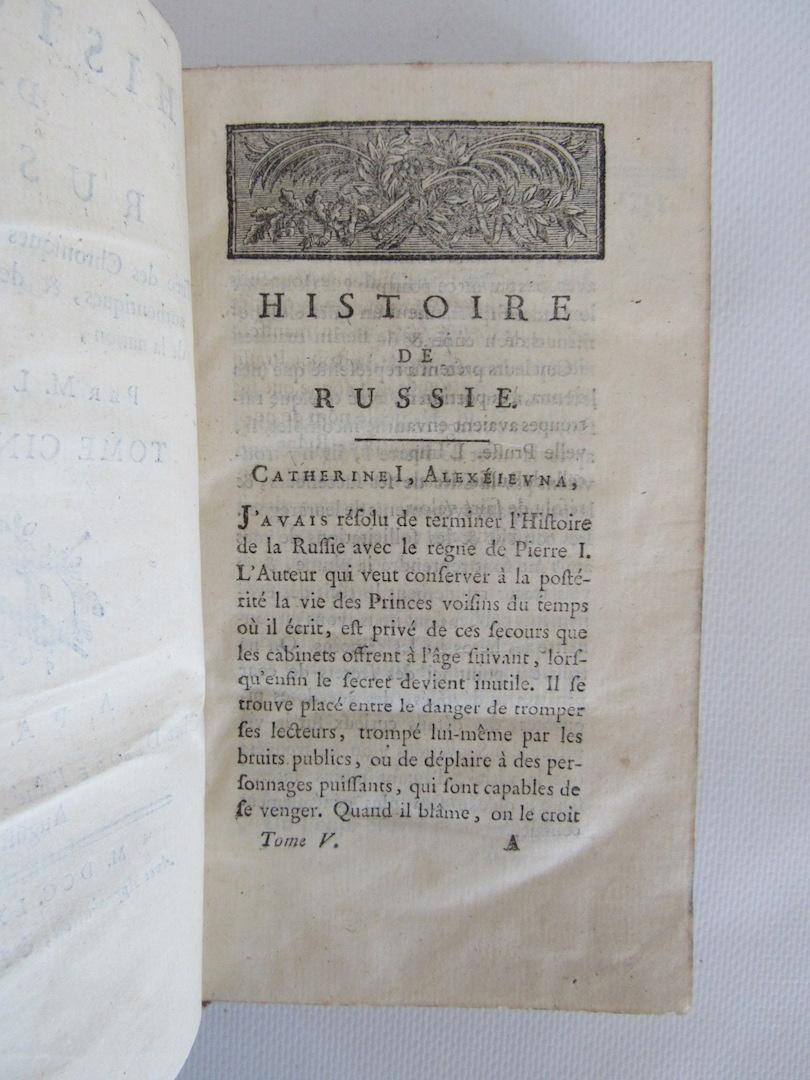 HISTOIRE
DE
RUSSIE.
CATHERINE I, ALEXÉIEVNA,
J'AVAIS réſolu de terminer l'Hiſtoire
de la Ruſſie avec le regne de Pierre I.
L'Auteur qui veut conſerver à la poſté-
rité la vie des Princes voiſins du temps
où il écrit, eſt privé de ces ſecours que
les cabinets offrent à l'âge ſuivant, lorſ-
qu'enfin le ſecret devient inutile. Il ſe
trouve placé entre le danger de tromper
ſes lecteurs, trompé lui-même par les
bruits publics, ou de déplaire à des per-
ſonnages puiſſants, qui ſont capables de
ſe venger. Quand il blâme, on le croit
Tome V. A